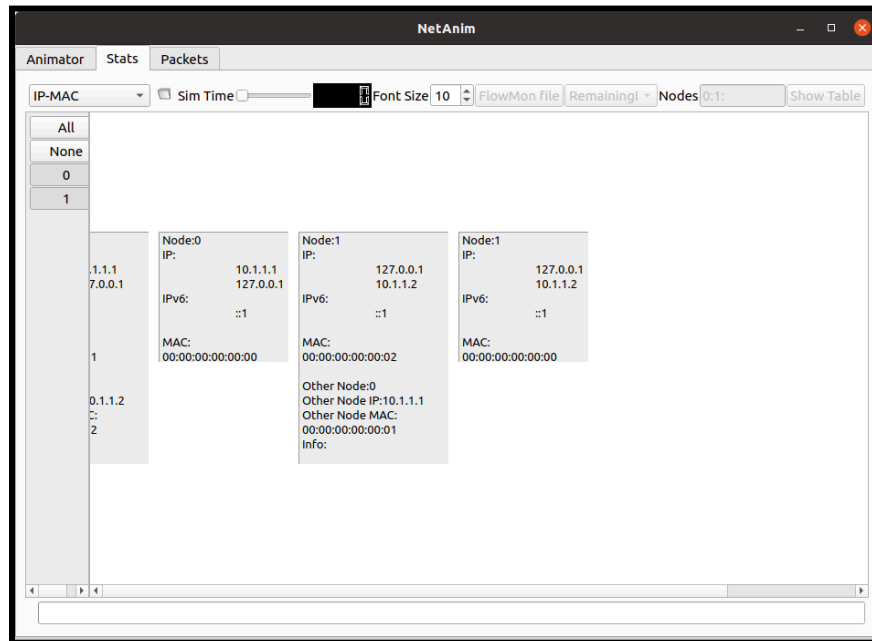 NetAnim
Animator Stats Packets
IP-MAC Sim Time 0 Font Size 10 FlowMon file RemainingI Nodes 0:1: Show Table
All
None
0
1
.1.1.1
7.0.0.1
1
0.1.1.2
C:
2
Node:0
IP:
10.1.1.1
127.0.0.1
IPv6:
::1
MAC:
00:00:00:00:00:00
Node:1
IP:
127.0.0.1
10.1.1.2
IPv6:
::1
MAC:
00:00:00:00:00:02
Other Node:0
Other Node IP:10.1.1.1
Other Node MAC:
00:00:00:00:00:01
Info:
Node:1
IP:
127.0.0.1
10.1.1.2
IPv6:
::1
MAC:
00:00:00:00:00:00